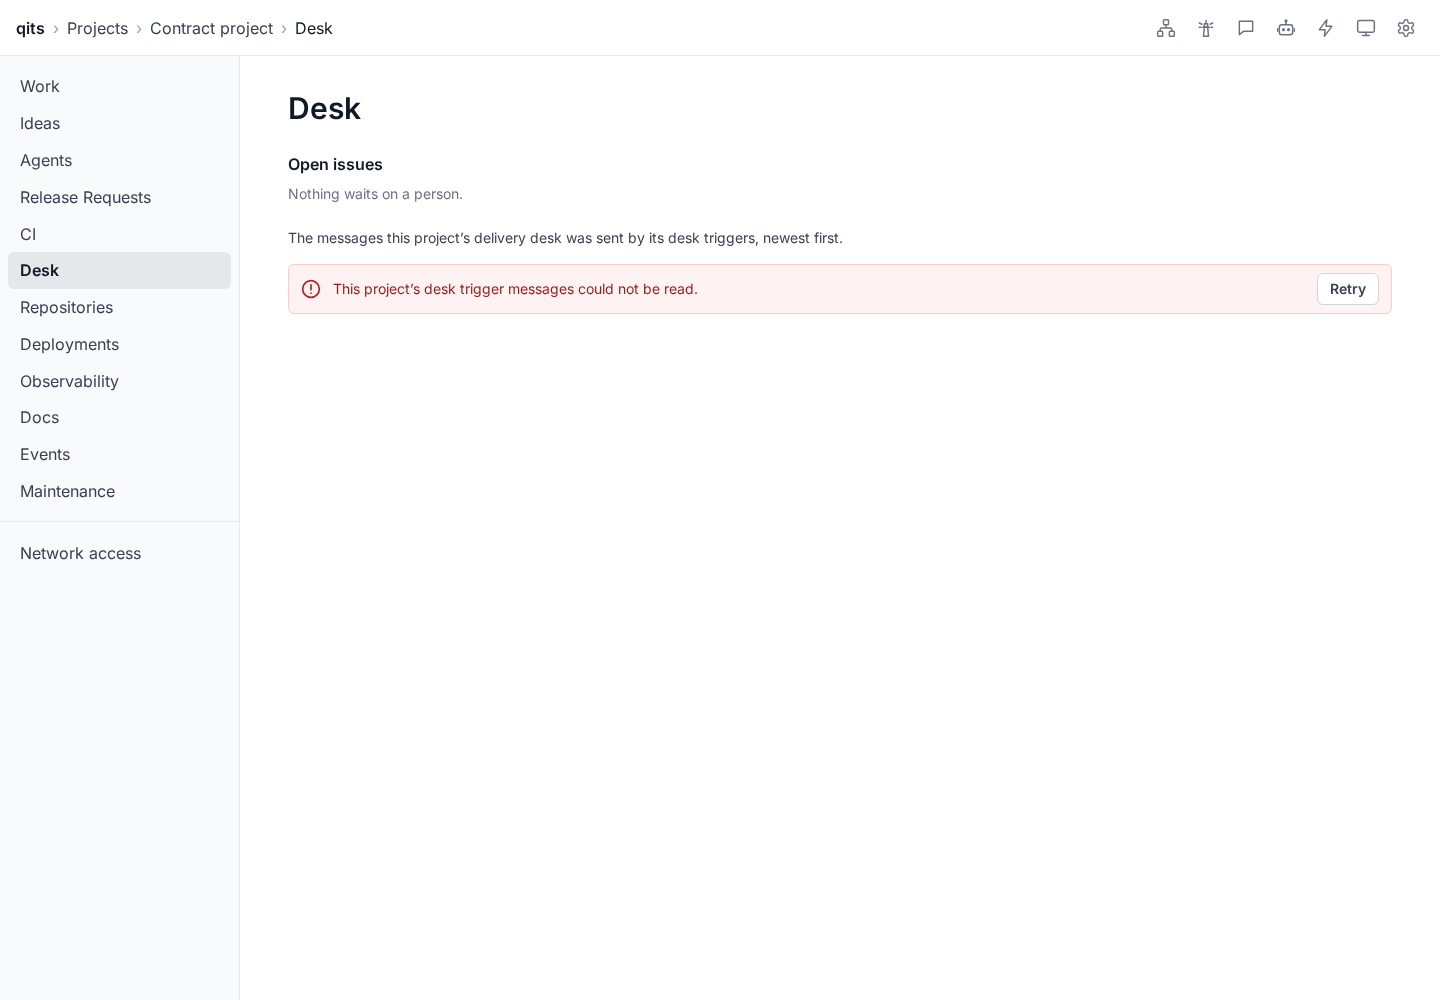 qits › Projects › Contract project › Desk
Work
Ideas
Agents
Release Requests
CI
Desk
Repositories
Deployments
Observability
Docs
Events
Maintenance
Network access
Desk
Open issues
Nothing waits on a person.
The messages this project’s delivery desk was sent by its desk triggers, newest first.
This project’s desk trigger messages could not be read.
Retry